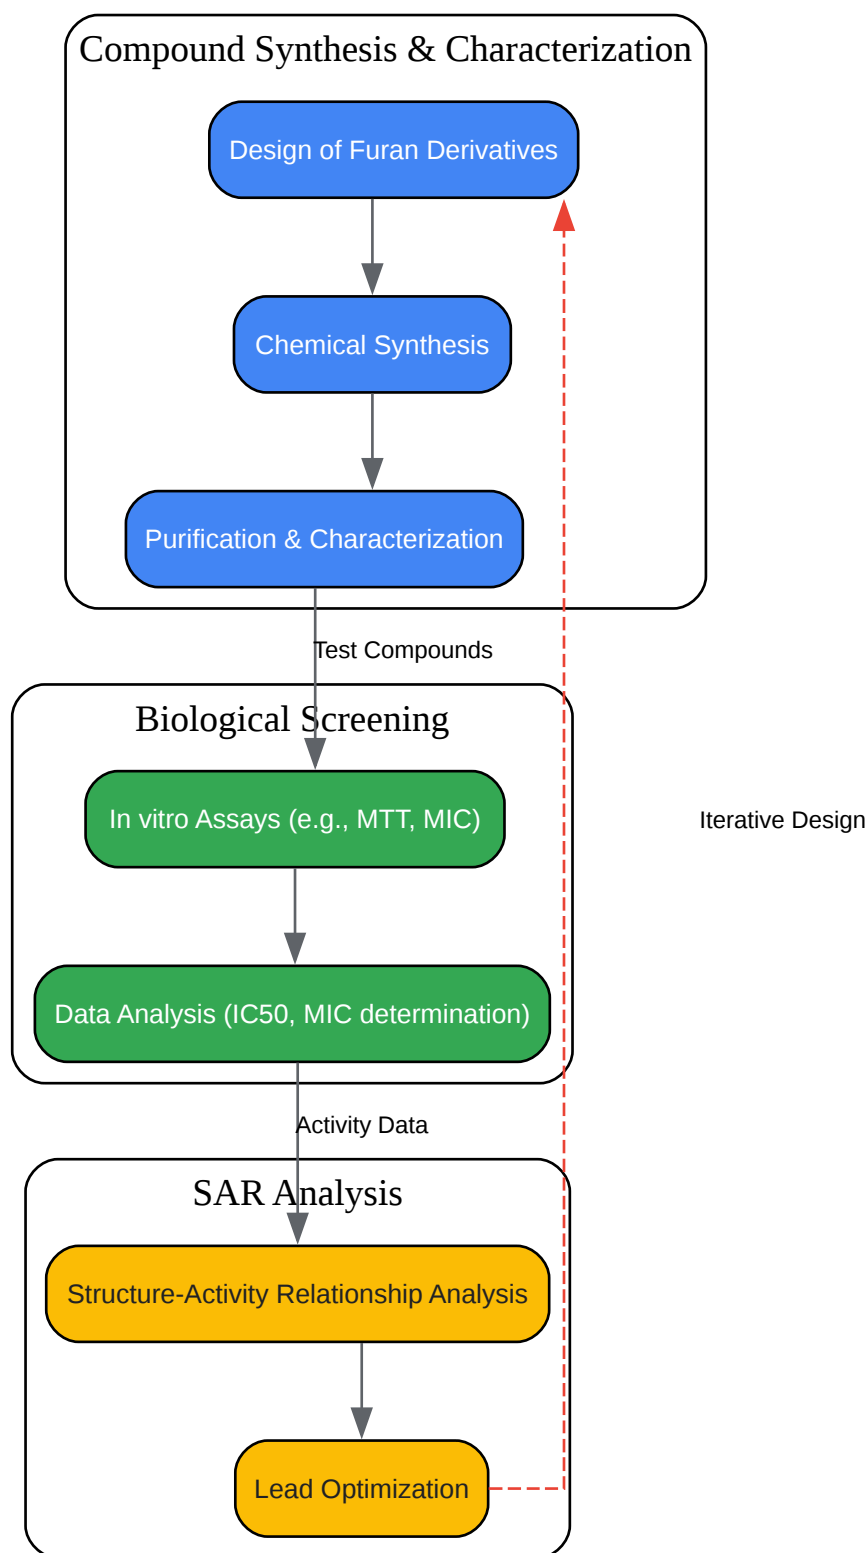 Compound Synthesis & Characterization
Design of Furan Derivatives
Chemical Synthesis
Purification & Characterization
Test Compounds
Biological Screening
In vitro Assays (e.g., MTT, MIC)
Iterative Design
Data Analysis (IC50, MIC determination)
Activity Data
SAR Analysis
Structure-Activity Relationship Analysis
Lead Optimization